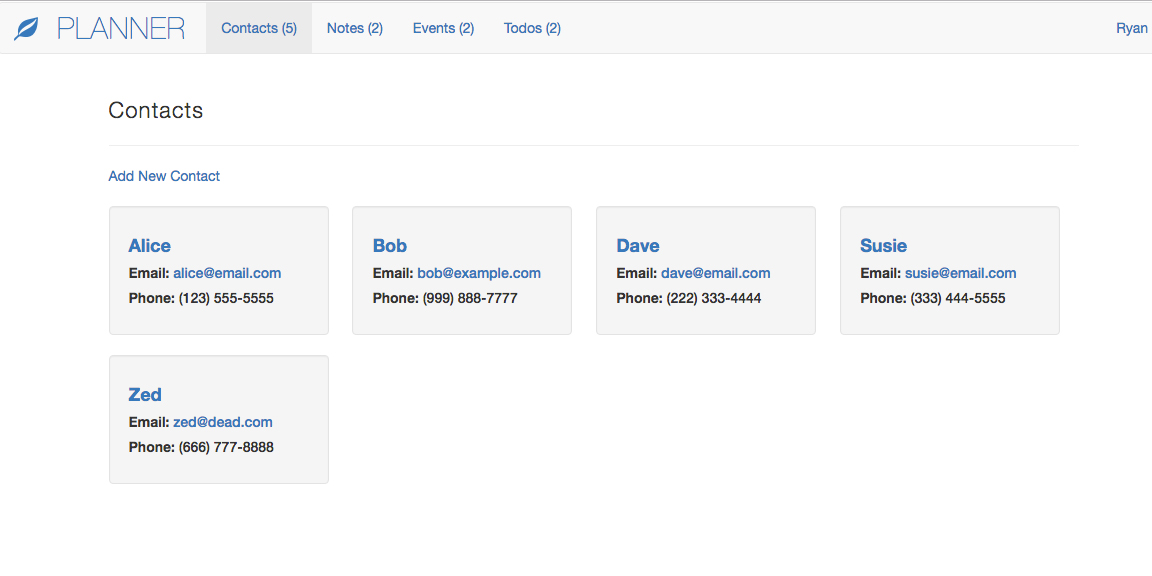 PLANNER Contacts (5) Notes (2) Events (2) Todos (2) Ryan
Contacts
Add New Contact
Alice
Email: alice@email.com
Phone: (123) 555-5555
Bob
Email: bob@example.com
Phone: (999) 888-7777
Dave
Email: dave@email.com
Phone: (222) 333-4444
Susie
Email: susie@email.com
Phone: (333) 444-5555
Zed
Email: zed@dead.com
Phone: (666) 777-8888